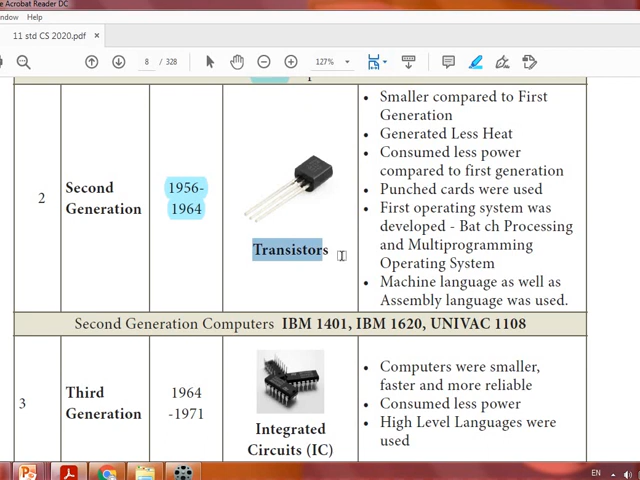 e Acrobat Reader DC
ndow Help
11 std CS 2020.pdf ×
8 / 328
127%
2
Second
Generation
1956-
1964
Transistors
• Smaller compared to First
Generation
• Generated Less Heat
• Consumed less power
compared to first generation
• Punched cards were used
• First operating system was
developed - Bat ch Processing
and Multiprogramming
Operating System
• Machine language as well as
Assembly language was used.
Second Generation Computers IBM 1401, IBM 1620, UNIVAC 1108
3
Third
Generation
1964
-1971
Integrated
Circuits (IC)
• Computers were smaller,
faster and more reliable
• Consumed less power
• High Level Languages were
used
EN